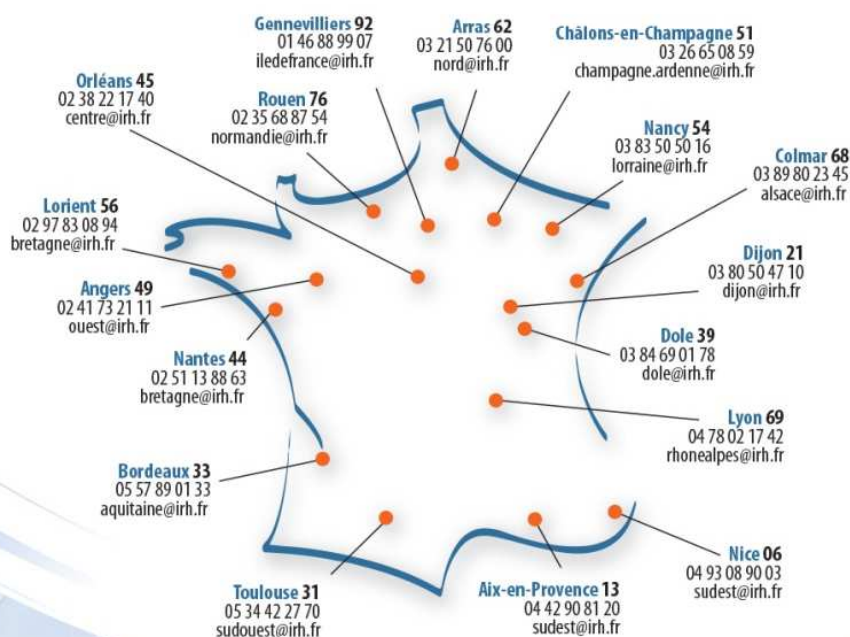 Gennevilliers 92
01 46 88 99 07
iledefrance@irh.fr
Arras 62
03 21 50 76 00
nord@irh.fr
Châlons-en-Champagne 51
03 26 65 08 59
champagne.ardenne@irh.fr
Orléans 45
02 38 22 17 40
centre@irh.fr
Rouen 76
02 35 68 87 54
normandie@irh.fr
Nancy 54
03 83 50 50 16
lorraine@irh.fr
Colmar 68
03 89 80 23 45
alsace@irh.fr
Lorient 56
02 97 83 08 94
bretagne@irh.fr
Dijon 21
03 80 50 47 10
dijon@irh.fr
Angers 49
02 41 73 21 11
ouest@irh.fr
Dole 39
03 84 69 01 78
dole@irh.fr
Nantes 44
02 51 13 88 63
bretagne@irh.fr
Lyon 69
04 78 02 17 42
rhonealpes@irh.fr
Bordeaux 33
05 57 89 01 33
aquitaine@irh.fr
Nice 06
04 93 08 90 03
sudest@irh.fr
Toulouse 31
05 34 42 27 70
sudouest@irh.fr
Aix-en-Provence 13
04 42 90 81 20
sudest@irh.fr